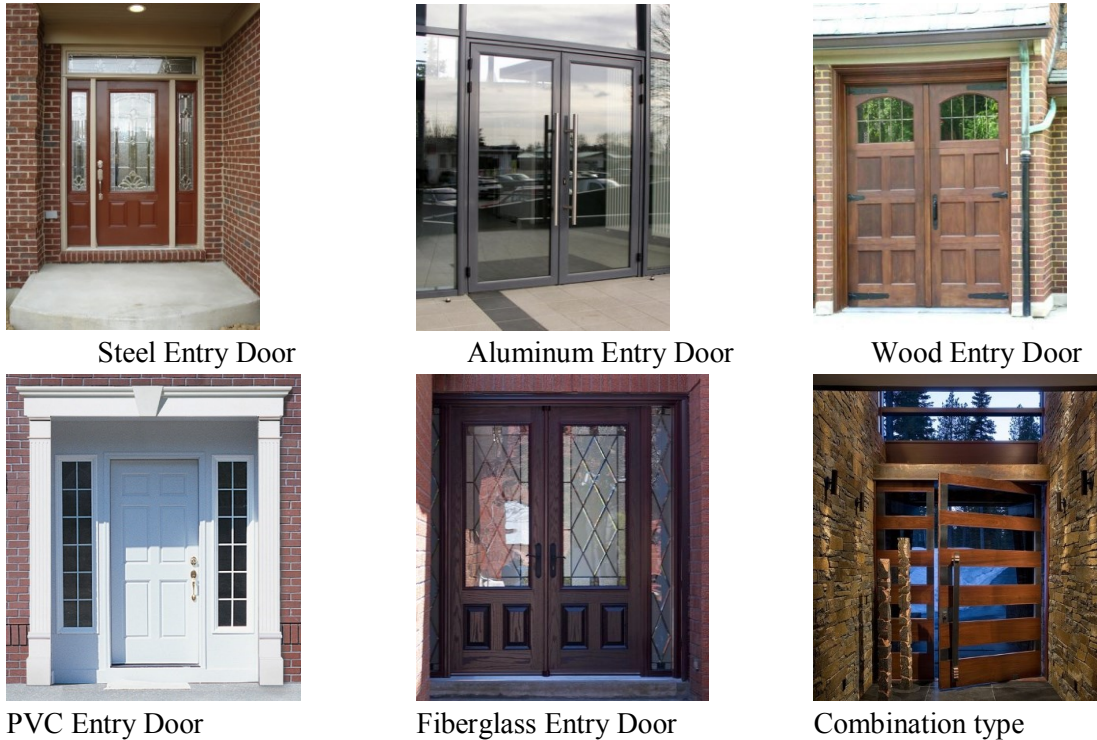 Steel Entry Door
Aluminum Entry Door
Wood Entry Door
PVC Entry Door
Fiberglass Entry Door
Combination type